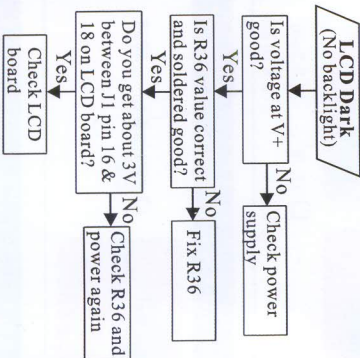 LCD Dark
(No backlight)
Is voltage at V+
good?
No
Check power
supply
Yes
Is R36 value correct
and soldered good?
No
Fix R36
Yes
Do you get about 3V
between J1 pin 16 &
18 on LCD board?
No
Check R36 and
power again
Yes
Check LCD
board